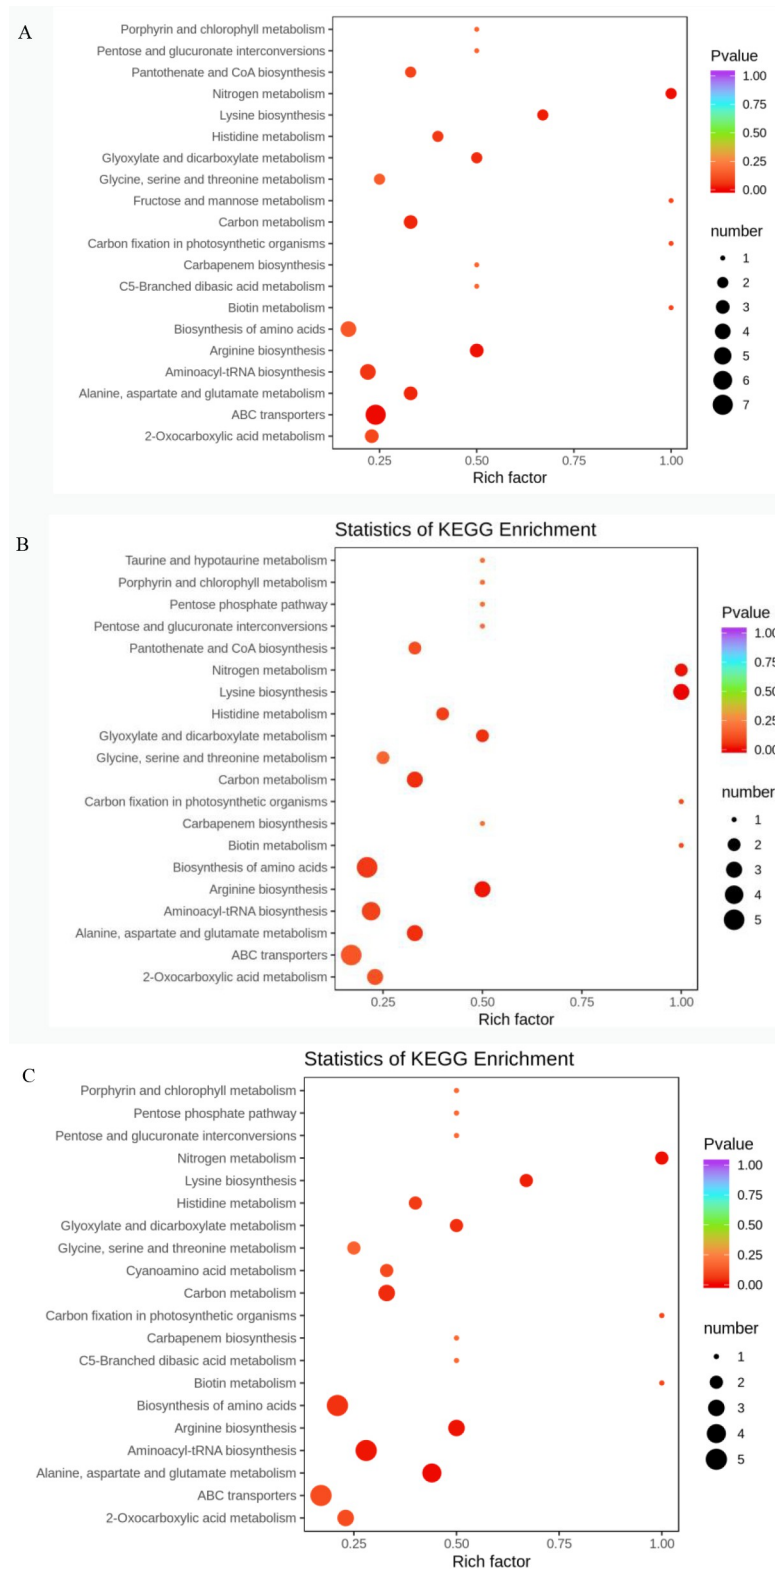 A
Porphyrin and chlorophyll metabolism
Pentose and glucuronate interconversions
Pantothenate and CoA biosynthesis
Nitrogen metabolism
Lysine biosynthesis
Histidine metabolism
Glyoxylate and dicarboxylate metabolism
Glycine, serine and threonine metabolism
Fructose and mannose metabolism
Carbon metabolism
Carbon fixation in photosynthetic organisms
Carbapenem biosynthesis
C5-Branched dibasic acid metabolism
Biotin metabolism
Biosynthesis of amino acids
Arginine biosynthesis
Aminoacyl-tRNA biosynthesis
Alanine, aspartate and glutamate metabolism
ABC transporters
2-Oxocarboxylic acid metabolism
0.25 0.50 0.75 1.00
Rich factor
Pvalue
1.00
0.75
0.50
0.25
0.00
number
1
2
3
4
5
6
7
B
Statistics of KEGG Enrichment
Taurine and hypotaurine metabolism
Porphyrin and chlorophyll metabolism
Pentose phosphate pathway
Pentose and glucuronate interconversions
Pantothenate and CoA biosynthesis
Nitrogen metabolism
Lysine biosynthesis
Histidine metabolism
Glyoxylate and dicarboxylate metabolism
Glycine, serine and threonine metabolism
Carbon metabolism
Carbon fixation in photosynthetic organisms
Carbapenem biosynthesis
Biotin metabolism
Biosynthesis of amino acids
Arginine biosynthesis
Aminoacyl-tRNA biosynthesis
Alanine, aspartate and glutamate metabolism
ABC transporters
2-Oxocarboxylic acid metabolism
0.25 0.50 0.75 1.00
Rich factor
Pvalue
1.00
0.75
0.50
0.25
0.00
number
1
2
3
4
5
C
Statistics of KEGG Enrichment
Porphyrin and chlorophyll metabolism
Pentose phosphate pathway
Pentose and glucuronate interconversions
Nitrogen metabolism
Lysine biosynthesis
Histidine metabolism
Glyoxylate and dicarboxylate metabolism
Glycine, serine and threonine metabolism
Cyanoamino acid metabolism
Carbon metabolism
Carbon fixation in photosynthetic organisms
Carbapenem biosynthesis
C5-Branched dibasic acid metabolism
Biotin metabolism
Biosynthesis of amino acids
Arginine biosynthesis
Aminoacyl-tRNA biosynthesis
Alanine, aspartate and glutamate metabolism
ABC transporters
2-Oxocarboxylic acid metabolism
0.25 0.50 0.75 1.00
Rich factor
Pvalue
1.00
0.75
0.50
0.25
0.00
number
1
2
3
4
5